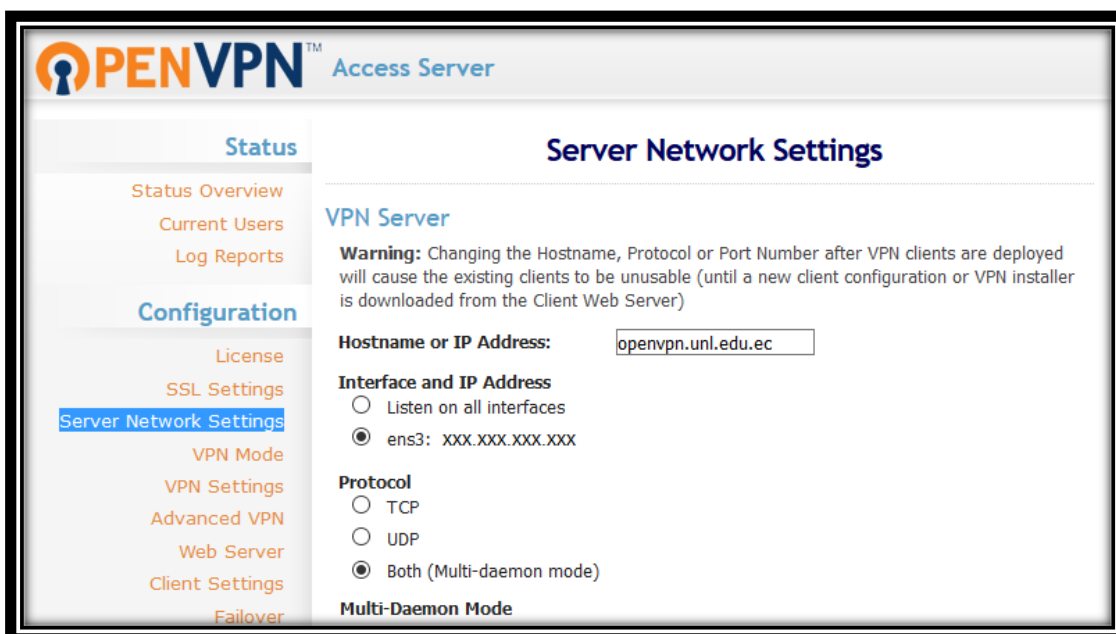 OPENVPN™ Access Server
Status
Status Overview
Current Users
Log Reports
Configuration
License
SSL Settings
Server Network Settings
VPN Mode
VPN Settings
Advanced VPN
Web Server
Client Settings
Failover
Server Network Settings
VPN Server
Warning: Changing the Hostname, Protocol or Port Number after VPN clients are deployed
will cause the existing clients to be unusable (until a new client configuration or VPN installer
is downloaded from the Client Web Server)
Hostname or IP Address: openvpn.unl.edu.ec
Interface and IP Address
Listen on all interfaces
ens3: xxx.xxx.xxx.xxx
Protocol
TCP
UDP
Both (Multi-daemon mode)
Multi-Daemon Mode